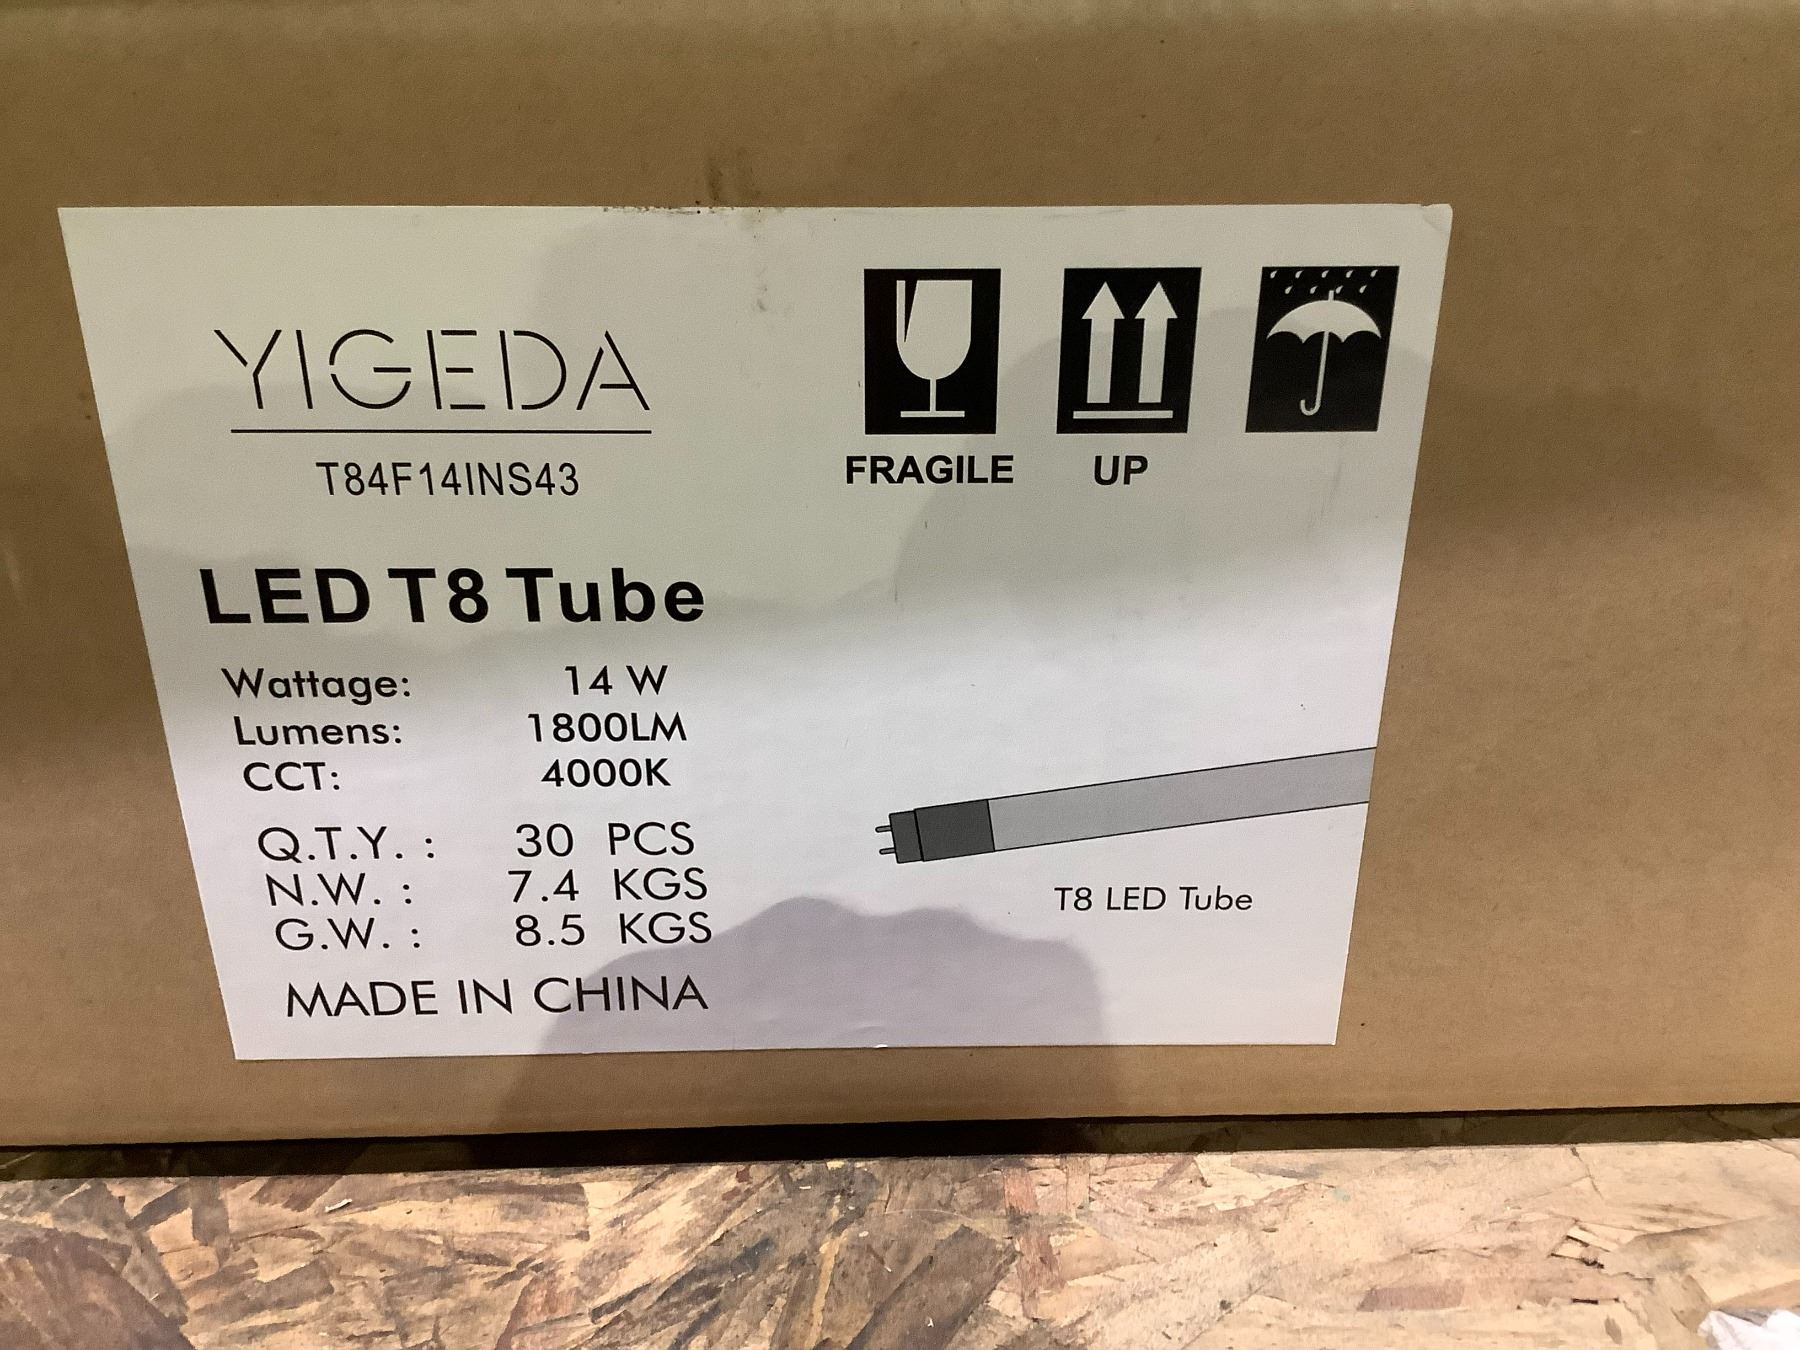 YIGEDA
T84F14INS43
FRAGILE
UP
LED T8 Tube
Wattage: 14 W
Lumens: 1800LM
CCT: 4000K
Q.T.Y. : 30 PCS
N.W. : 7.4 KGS
G.W. : 8.5 KGS
MADE IN CHINA
T8 LED Tube